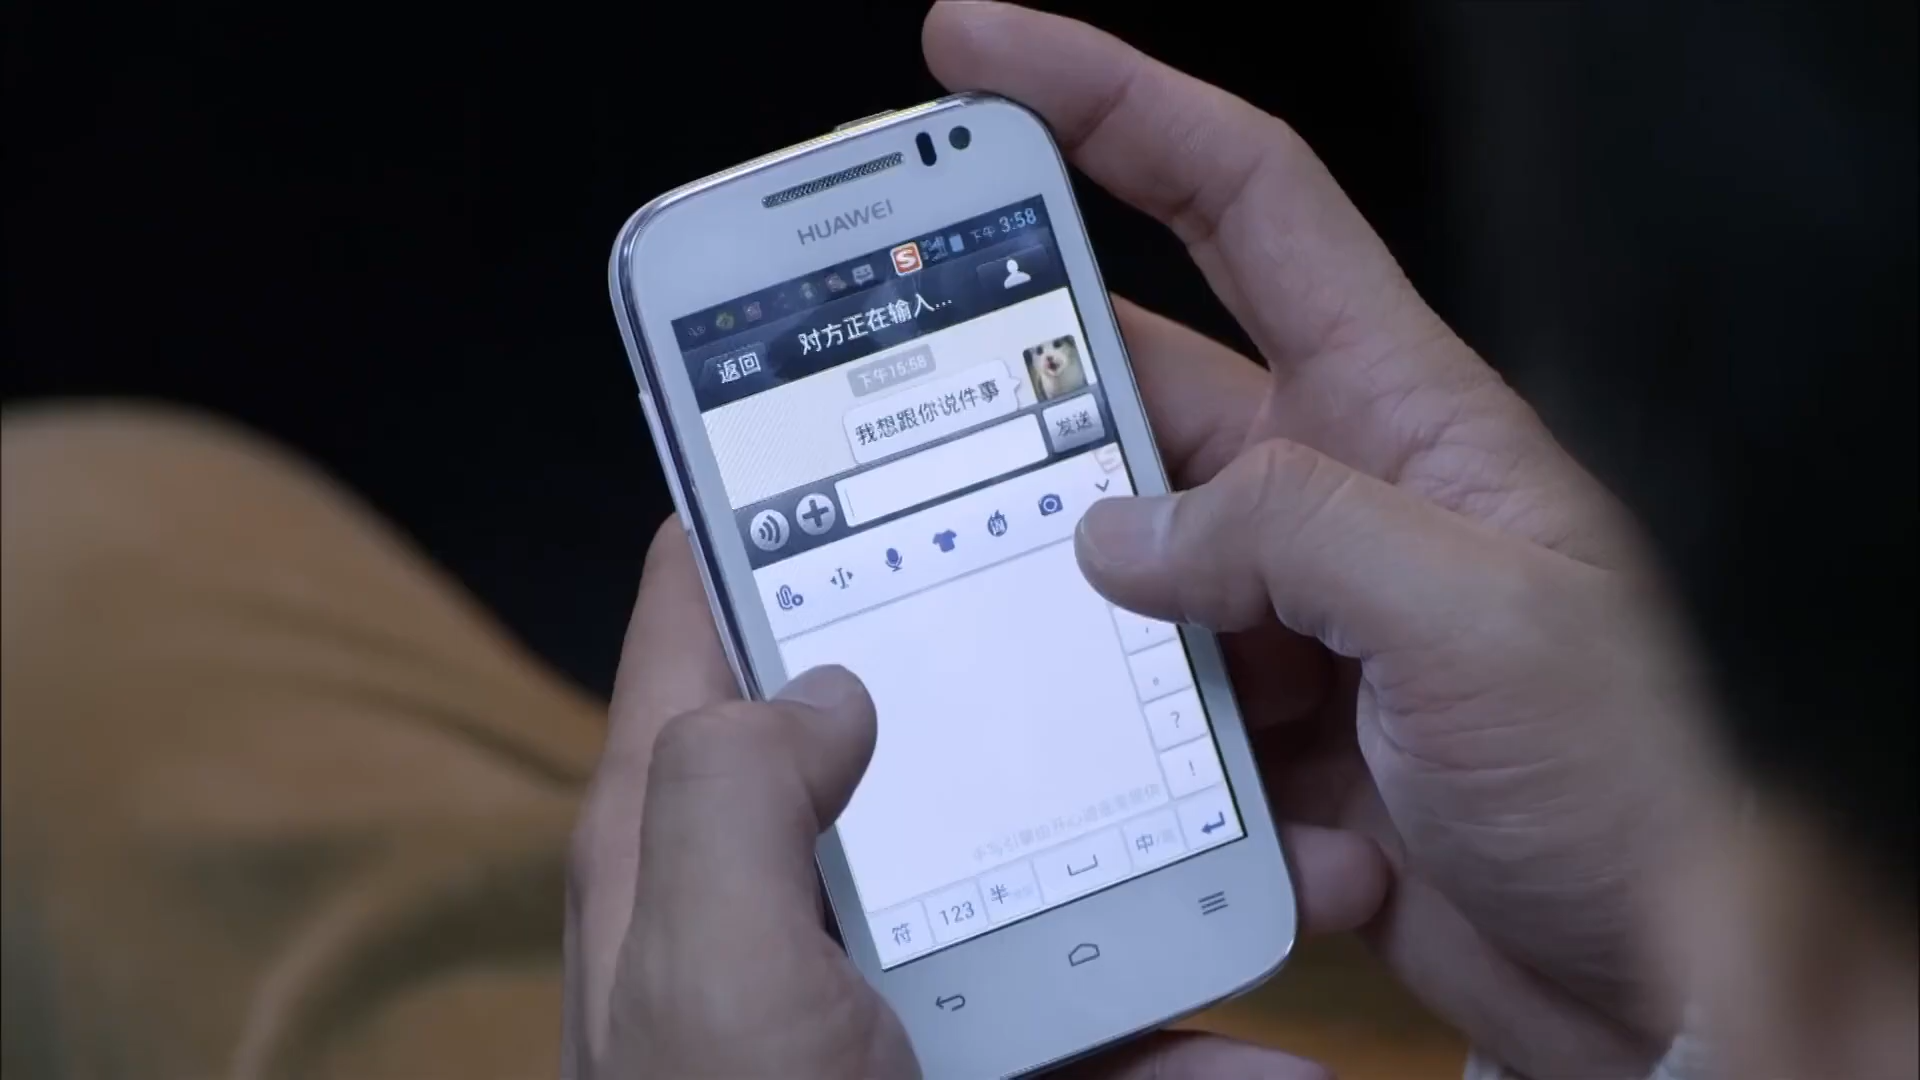 HUAWEI
下午 3:58
返回
对方正在输入...
下午15:58
我想跟你说件事
发送
,
。
?
!
符
123
半
中